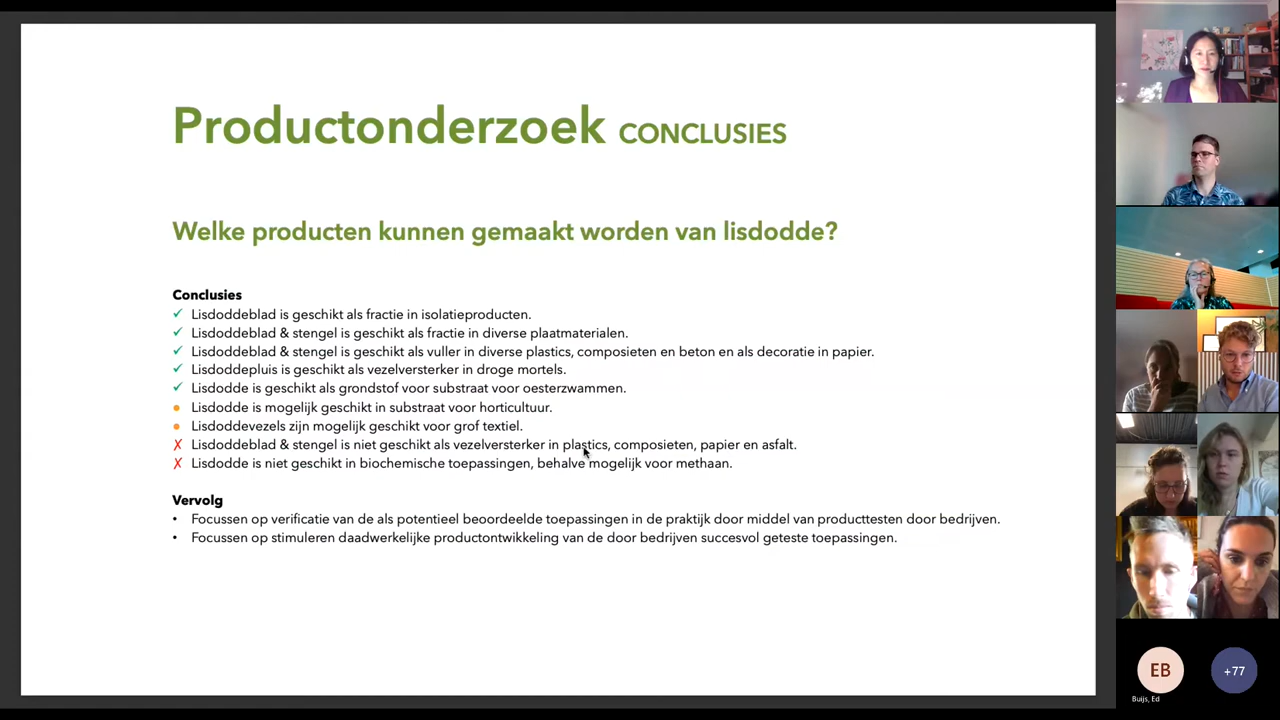 Productonderzoek CONCLUSIES
Welke producten kunnen gemaakt worden van lisdodde?
Conclusies
✓ Lisdoddeblad is geschikt als fractie in isolatieproducten.
✓ Lisdoddeblad & stengel is geschikt als fractie in diverse plaatmaterialen.
✓ Lisdoddeblad & stengel is geschikt als vuller in diverse plastics, composieten en beton en als decoratie in papier.
✓ Lisdoddepluis is geschikt als vezelversterker in droge mortels.
✓ Lisdodde is geschikt als grondstof voor substraat voor oesterzwammen.
● Lisdodde is mogelijk geschikt in substraat voor horticultuur.
● Lisdoddevezels zijn mogelijk geschikt voor grof textiel.
✗ Lisdoddeblad & stengel is niet geschikt als vezelversterker in plastics, composieten, papier en asfalt.
✗ Lisdodde is niet geschikt in biochemische toepassingen, behalve mogelijk voor methaan.
Vervolg
• Focussen op verificatie van de als potentieel beoordeelde toepassingen in de praktijk door middel van producttesten door bedrijven.
• Focussen op stimuleren daadwerkelijke productontwikkeling van de door bedrijven succesvol geteste toepassingen.
EB
+77
Buijs, Ed